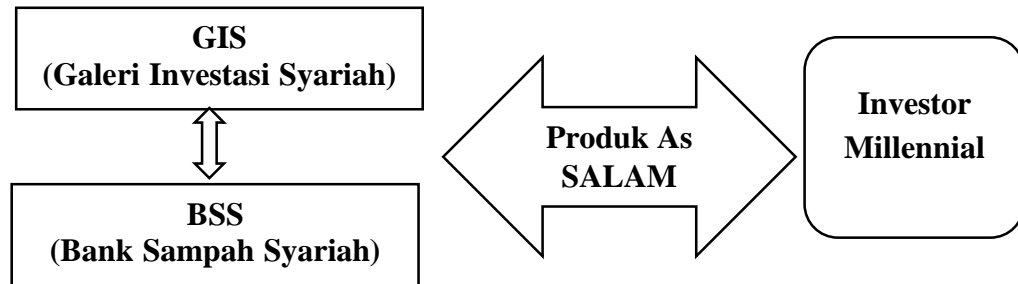 GIS
(Galeri Investasi Syariah)
BSS
(Bank Sampah Syariah)
Produk As
SALAM
Investor
Millennial